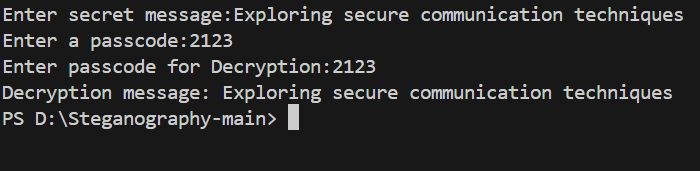 Enter secret message:Exploring secure communication techniques
Enter a passcode:2123
Enter passcode for Decryption:2123
Decryption message: Exploring secure communication techniques
PS D:\Steganography-main>